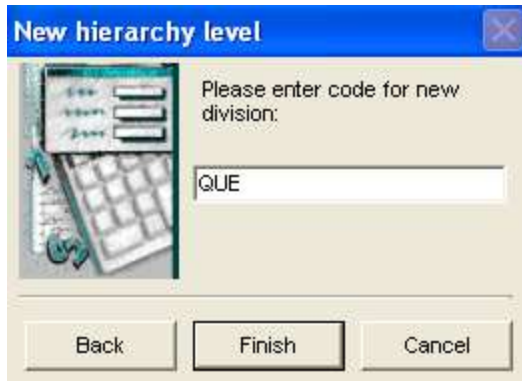 New hierarchy level
Please enter code for new
division:
QUE
Back
Finish
Cancel